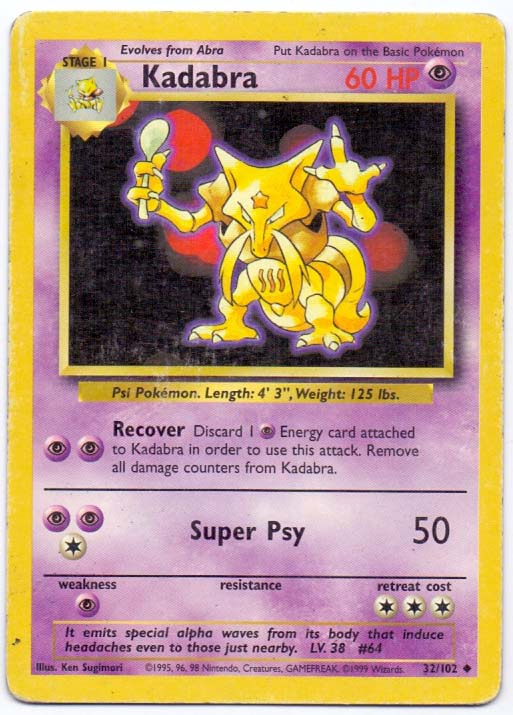 Evolves from Abra
Put Kadabra on the Basic Pokémon
STAGE 1
Kadabra
60 HP
Psi Pokémon. Length: 4' 3", Weight: 125 lbs.
Recover Discard 1 Energy card attached
to Kadabra in order to use this attack. Remove
all damage counters from Kadabra.
Super Psy 50
weakness
resistance
retreat cost
It emits special alpha waves from its body that induce
headaches even to those just nearby. LV. 38 #64
Illus. Ken Sugimori
©1995, 96, 98 Nintendo, Creatures, GAMEFREAK. ©1999 Wizards.
32/102 ◆